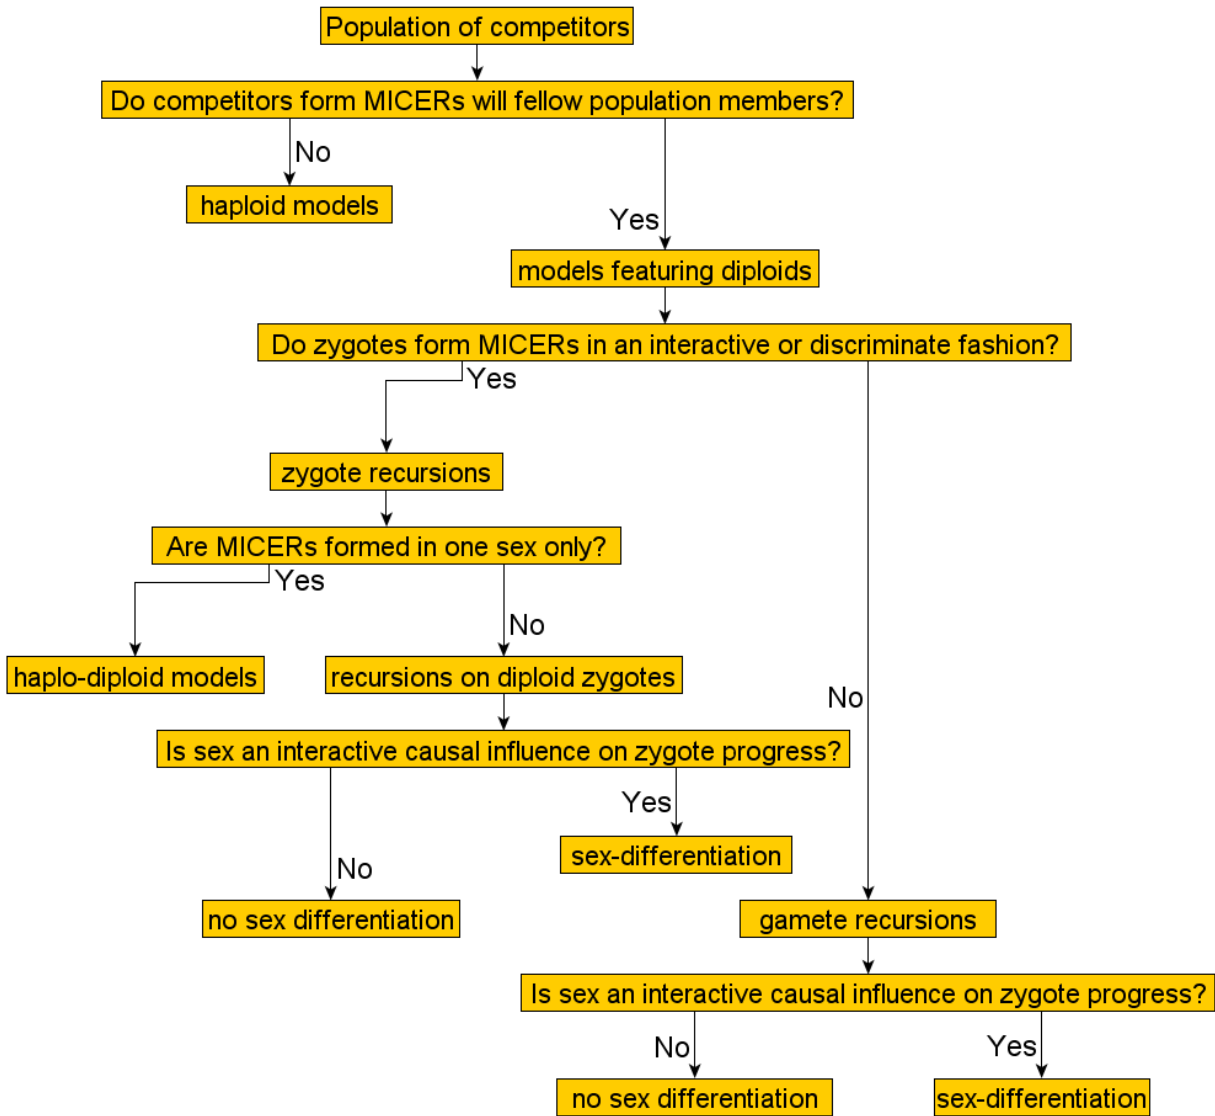 Population of competitors
Do competitors form MICERs will fellow population members?
No
haploid models
Yes
models featuring diploids
Do zygotes form MICERs in an interactive or discriminate fashion?
Yes
zygote recursions
Are MICERs formed in one sex only?
Yes
No
haplo-diploid models
recursions on diploid zygotes
No
Is sex an interactive causal influence on zygote progress?
Yes
sex-differentiation
No
no sex differentiation
gamete recursions
Is sex an interactive causal influence on zygote progress?
No
Yes
no sex differentiation
sex-differentiation